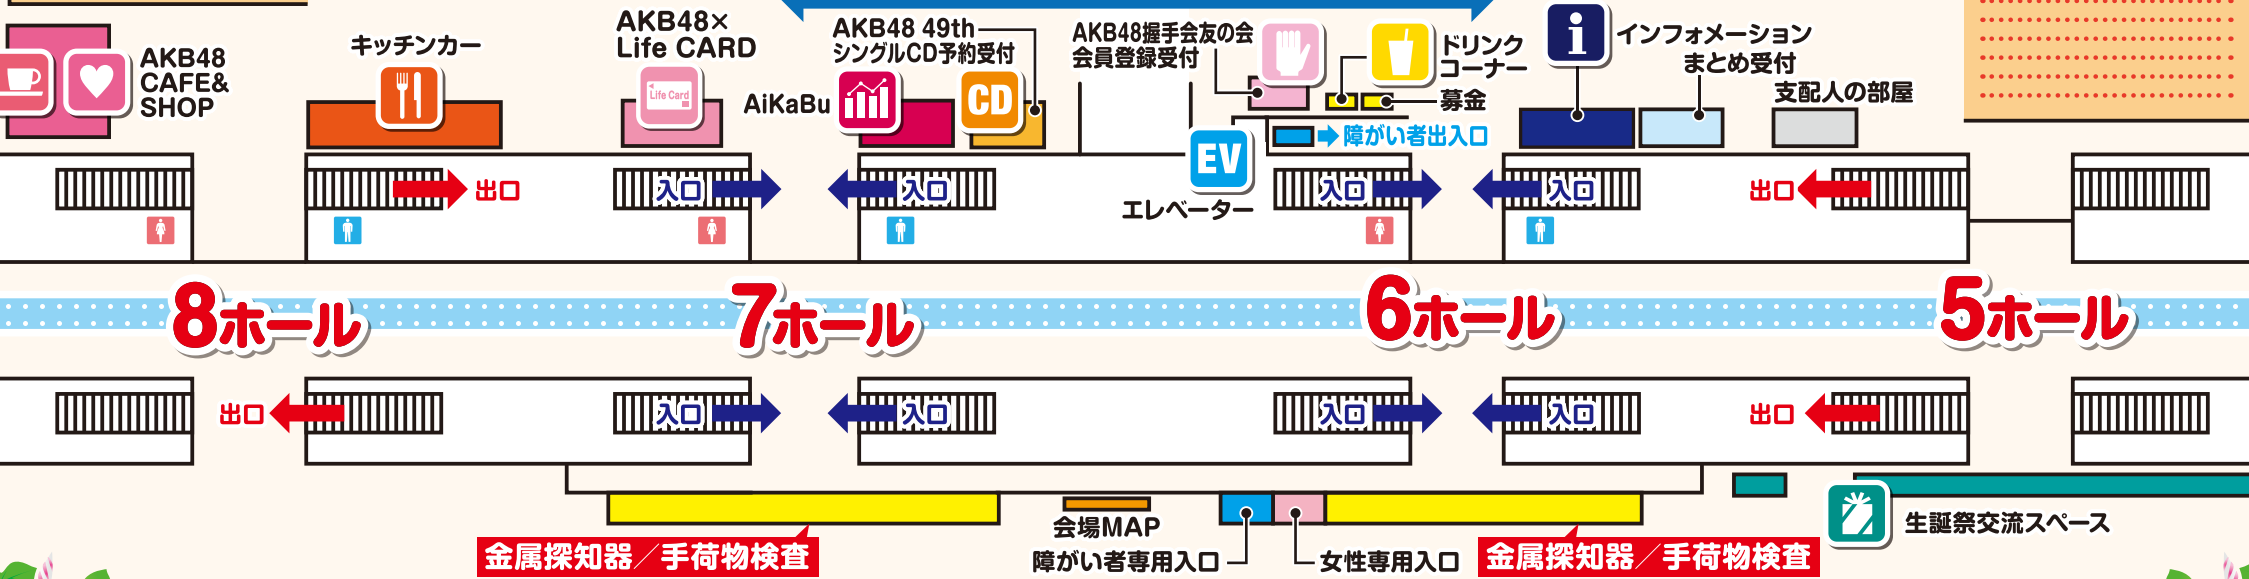 AKB48
CAFE&
SHOP
キッチンカー
AKB48×
Life CARD
Life Card
AiKaBu
AKB48 49th
シングルCD予約受付
CD
AKB48握手会友の会
会員登録受付
ドリンク
コーナー
募金
障がい者出入口
EV
エレベーター
i
インフォメーション
まとめ受付
支配人の部屋
出口
入口
入口
入口
入口
出口
8ホール
7ホール
6ホール
5ホール
出口
入口
入口
入口
入口
出口
金属探知器／手荷物検査
会場MAP
障がい者専用入口
女性専用入口
金属探知器／手荷物検査
生誕祭交流スペース